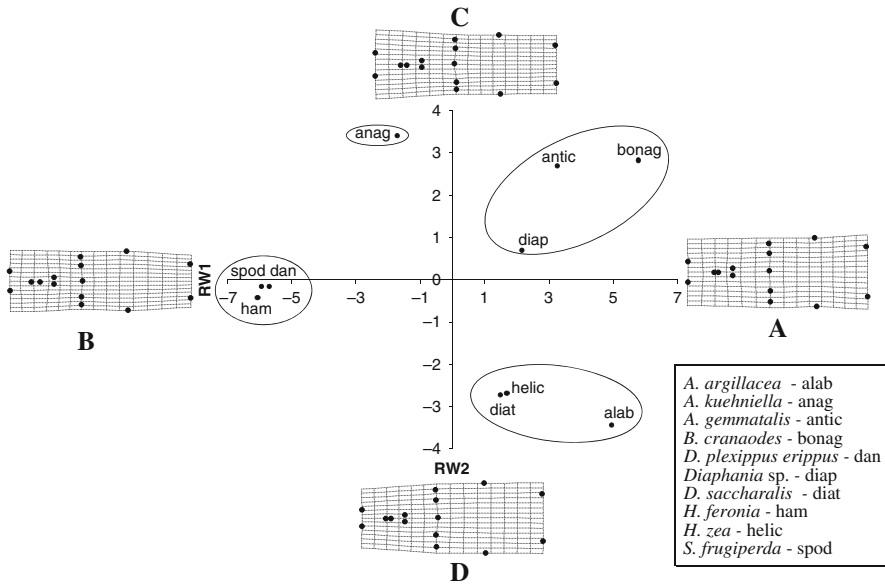 C
4
anag
3
antic
bonag
2
1
diap
RW1
spod dan
0
−7
−5
−3
−1
1
3
5
7
ham
−1
B
A
−2
helic
−3
diat
alab
−4
RW2
D
A. argillacea - alab
A. kuehniella - anag
A. gemmatalis - antic
B. cranaodes - bonag
D. plexippus erippus - dan
Diaphania sp. - diap
D. saccharalis - diat
H. feronia - ham
H. zea - helic
S. frugiperda - spod